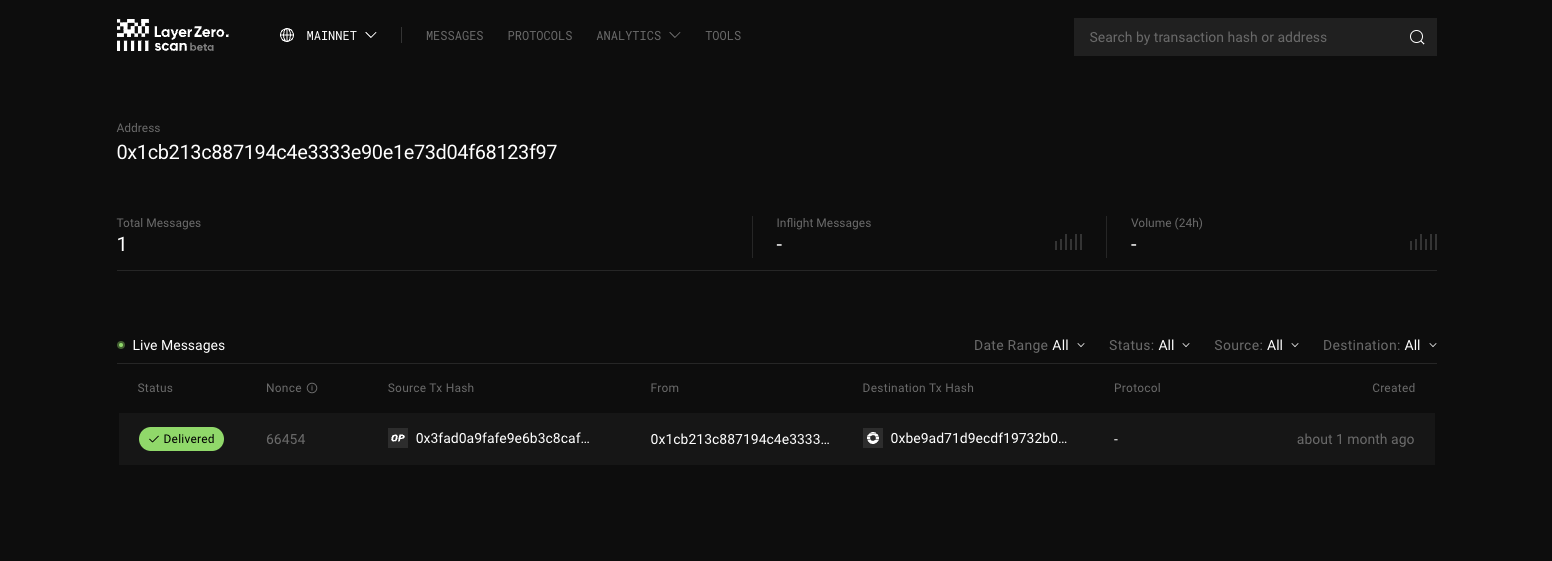 LayerZero.
scan beta
MAINNET MESSAGES PROTOCOLS ANALYTICS TOOLS
Search by transaction hash or address
Address
0x1cb213c887194c4e3333e90e1e73d04f68123f97
Total Messages Inflight Messages Volume (24h)
1 - -
Live Messages Date Range All Status: All Source: All Destination: All
Status Nonce Source Tx Hash From Destination Tx Hash Protocol Created
Delivered 66454 OP 0x3fad0a9fafe9e6b3c8caf... 0x1cb213c887194c4e3333... 0xbe9ad71d9ecdf19732b0... - about 1 month ago